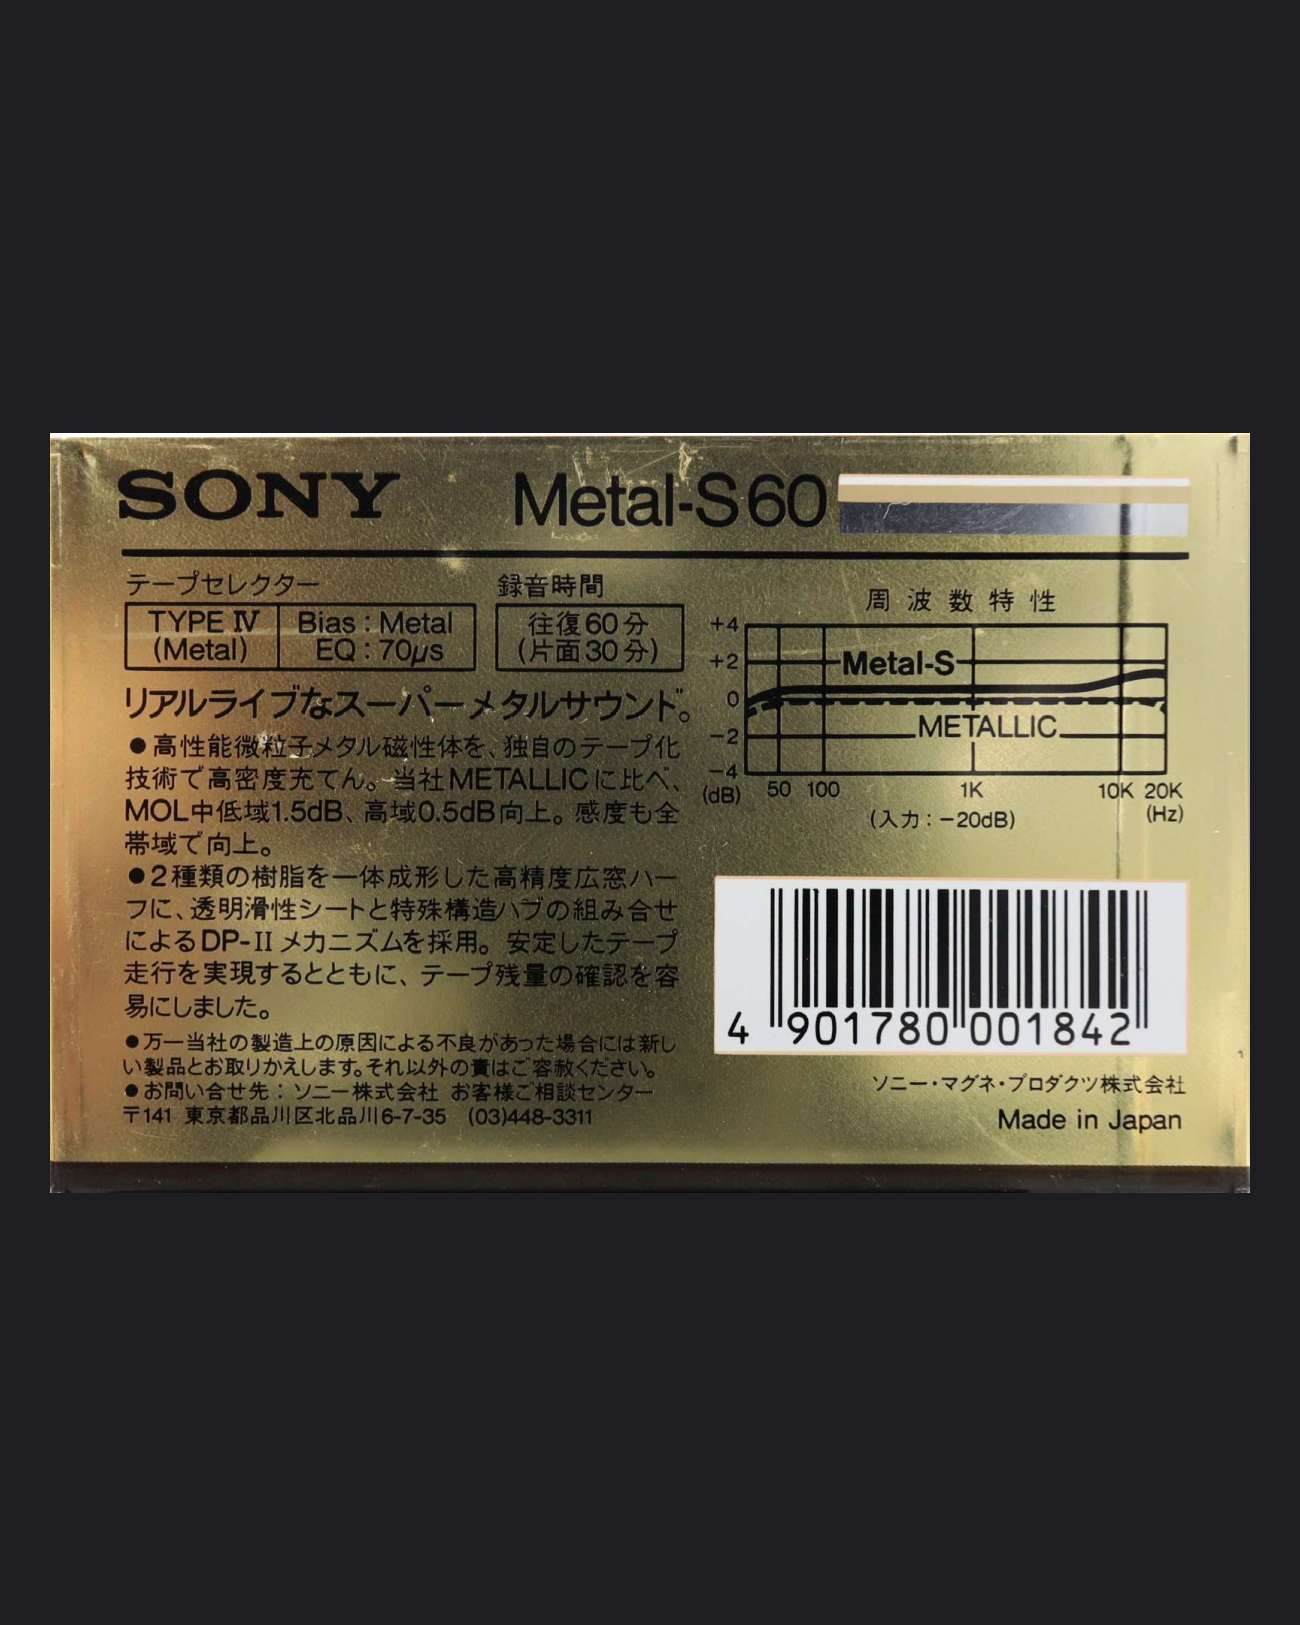 SONY Metal-S60
テープセレクター
TYPE Ⅳ Bias : Metal
(Metal) EQ : 70μs
録音時間
往復60分
(片面30分)
リアルライブなスーパーメタルサウンド。
●高性能微粒子メタル磁性体を、独自のテープ化
技術で高密度充てん。当社METALLICに比べ、
MOL中低域1.5dB、高域0.5dB向上。感度も全
帯域で向上。
●2種類の樹脂を一体成形した高精度広窓ハー
フに、透明滑性シートと特殊構造ハブの組み合せ
によるDP-IIメカニズムを採用。安定したテープ
走行を実現するとともに、テープ残量の確認を容
易にしました。
●万一当社の製造上の原因による不良があった場合には新し
い製品とお取りかえします。それ以外の責はご容赦ください。
●お問い合せ先：ソニー株式会社 お客様ご相談センター
〒141 東京都品川区北品川6-7-35 (03)448-3311
周波数特性
+4
+2
0
-2
-4
(dB)
Metal-S
METALLIC
50 100 1K 10K 20K
(Hz)
(入力：-20dB)
4 901780 001842
ソニー・マグネ・プロダクツ株式会社
Made in Japan